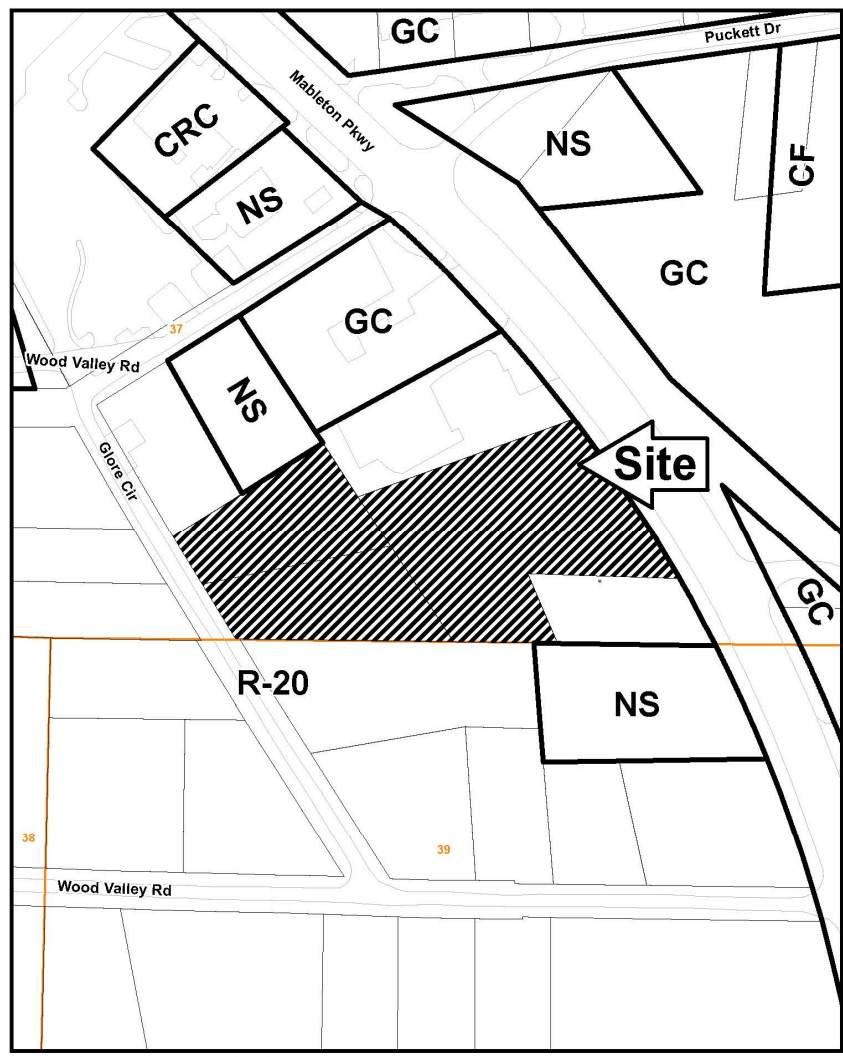 GC
Puckett Dr
Mableton Pkwy
CRC
NS
CF
NS
GC
GC
37
Wood Valley Rd
NS
Glore Cir
Site
GC
R-20
NS
38
39
Wood Valley Rd